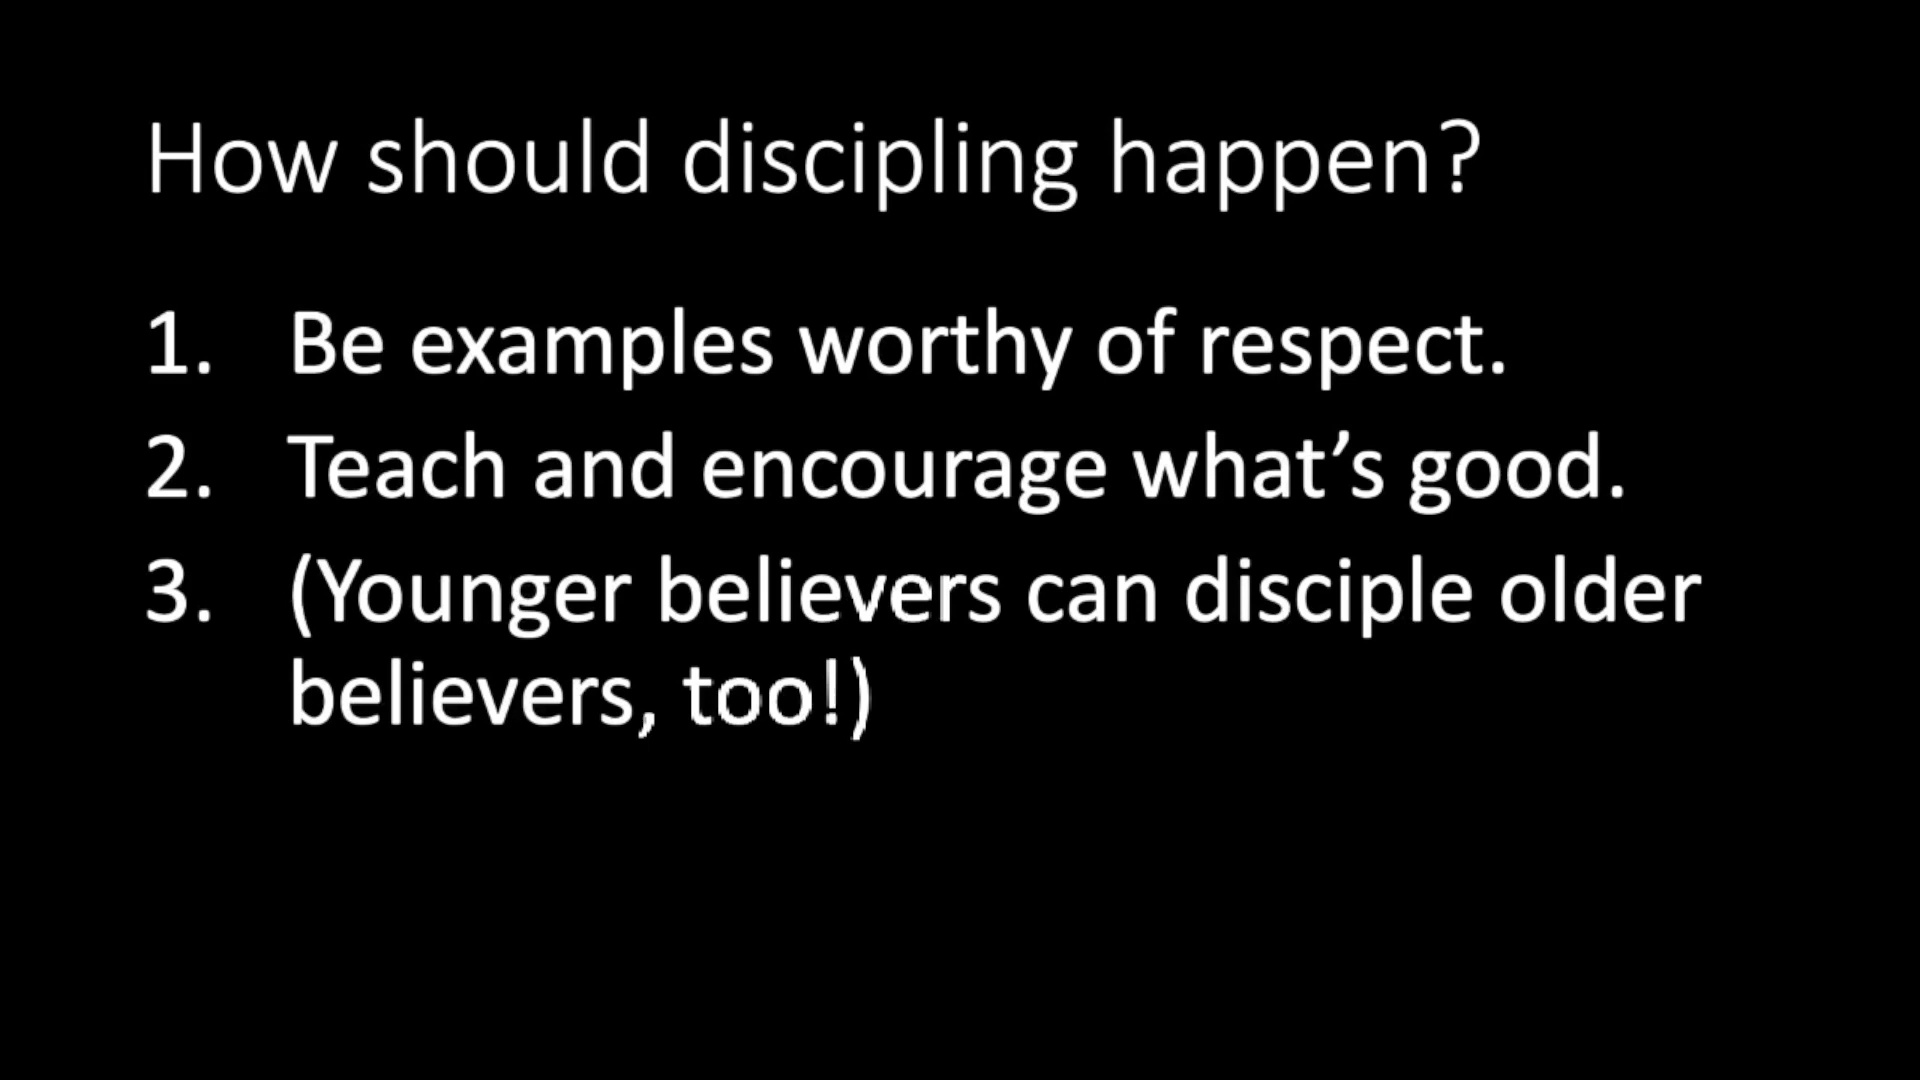 How should discipling happen?
1. Be examples worthy of respect.
2. Teach and encourage what’s good.
3. (Younger believers can disciple older
believers, too!)